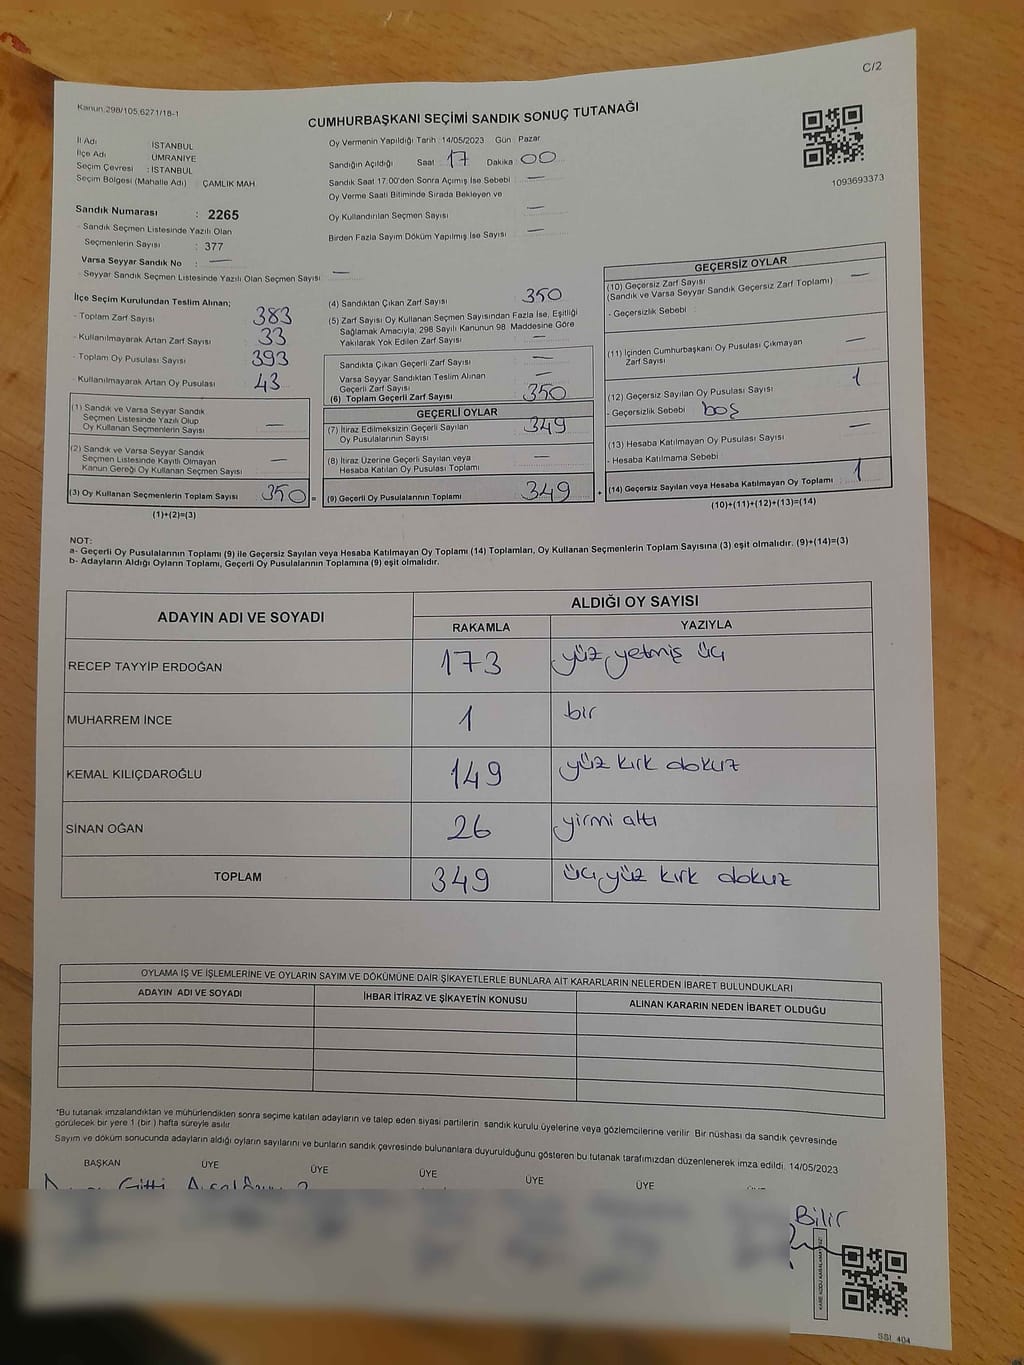 C/2
Kanun.298/105,6271/18-1
CUMHURBAŞKANI SEÇİMİ SANDIK SONUÇ TUTANAĞI
İl Adı : İSTANBUL
İlçe Adı : ÜMRANİYE
Seçim Çevresi : İSTANBUL
Seçim Bölgesi (Mahalle Adı) : ÇAMLIK MAH
Sandık Numarası : 2265
- Sandık Seçmen Listesinde Yazılı Olan
Seçmenlerin Sayısı : 377
Varsa Seyyar Sandık No : —
- Seyyar Sandık Seçmen Listesinde Yazılı Olan Seçmen Sayısı : —
Oy Vermenin Yapıldığı Tarih : 14/05/2023 Gün : Pazar
Sandığın Açıldığı Saat : 17 Dakika : 00
Sandık Saat 17:00'den Sonra Açımış İse Sebebi : —
Oy Verme Saati Bitiminde Sırada Bekleyen ve
Oy Kullandırılan Seçmen Sayısı : —
Birden Fazla Sayım Döküm Yapılmış İse Sayısı : —
1093693373
İlçe Seçim Kurulundan Teslim Alınan;
- Toplam Zarf Sayısı 383
- Kullanılmayarak Artan Zarf Sayısı : 33
- Toplam Oy Pusulası Sayısı : 393
- Kullanılmayarak Artan Oy Pusulası : 43
(1) Sandık ve Varsa Seyyar Sandık
Seçmen Listesinde Yazılı Olup
Oy Kullanan Seçmenlerin Sayısı : —
(2) Sandık ve Varsa Seyyar Sandık
Seçmen Listesinde Kayıtlı Olmayan
Kanun Gereği Oy Kullanan Seçmen Sayısı : —
(3) Oy Kullanan Seçmenlerin Toplam Sayısı : 350 =
(1)+(2)=(3)
(4) Sandıktan Çıkan Zarf Sayısı : 350
(5) Zarf Sayısı Oy Kullanan Seçmen Sayısından Fazla İse, Eşitliği
Sağlamak Amacıyla, 298 Sayılı Kanunun 98. Maddesine Göre
Yakılarak Yok Edilen Zarf Sayısı : —
Sandıkta Çıkan Geçerli Zarf Sayısı : —
Varsa Seyyar Sandıktan Teslim Alınan
Geçerli Zarf Sayısı : —
(6) Toplam Geçerli Zarf Sayısı : 350
GEÇERLİ OYLAR
(7) İtiraz Edilmeksizin Geçerli Sayılan
Oy Pusulalarının Sayısı : 349
(8) İtiraz Üzerine Geçerli Sayılan veya
Hesaba Katılan Oy Pusulası Toplamı : —
(9) Geçerli Oy Pusulalarının Toplamı : 349 +
GEÇERSİZ OYLAR
(10) Geçersiz Zarf Sayısı : —
(Sandık ve Varsa Seyyar Sandık Geçersiz Zarf Toplamı)
- Geçersizlik Sebebi :
(11) İçinden Cumhurbaşkanı Oy Pusulası Çıkmayan
Zarf Sayısı : —
(12) Geçersiz Sayılan Oy Pusulası Sayısı : 1
- Geçersizlik Sebebi : boş
(13) Hesaba Katılmayan Oy Pusulası Sayısı : —
- Hesaba Katılmama Sebebi :
(14) Geçersiz Sayılan veya Hesaba Katılmayan Oy Toplamı : 1
(10)+(11)+(12)+(13)=(14)
NOT:
a- Geçerli Oy Pusulalarının Toplamı (9) ile Geçersiz Sayılan veya Hesaba Katılmayan Oy Toplamı (14) Toplamları, Oy Kullanan Seçmenlerin Toplam Sayısına (3) eşit olmalıdır. (9)+(14)=(3)
b- Adayların Aldığı Oyların Toplamı, Geçerli Oy Pusulalarının Toplamına (9) eşit olmalıdır.
ADAYIN ADI VE SOYADI ALDIĞI OY SAYISI
RAKAMLA YAZIYLA
RECEP TAYYİP ERDOĞAN 173 yüz yetmiş üç
MUHARREM İNCE 1 bir
KEMAL KILIÇDAROĞLU 149 yüz kırk dokuz
SİNAN OĞAN 26 yirmi altı
TOPLAM 349 üç yüz kırk dokuz
OYLAMA İŞ VE İŞLEMLERİNE VE OYLARIN SAYIM VE DÖKÜMÜNE DAİR ŞİKAYETLERLE BUNLARA AİT KARARLARIN NELERDEN İBARET BULUNDUKLARI
ADAYIN ADI VE SOYADI İHBAR İTİRAZ VE ŞİKAYETİN KONUSU ALINAN KARARIN NEDEN İBARET OLDUĞU
*Bu tutanak imzalandıktan ve mühürlendikten sonra seçime katılan adayların ve talep eden siyasi partilerin sandık kurulu üyelerine veya gözlemcilerine verilir. Bir nüshası da sandık çevresinde
görülecek bir yere 1 (bir) hafta süreyle asılır.
Sayım ve döküm sonucunda adayların aldığı oyların sayılarını ve bunların sandık çevresinde bulunanlara duyurulduğunu gösteren bu tutanak tarafımızdan düzenlenerek imza edildi. 14/05/2023
BAŞKAN ÜYE ÜYE ÜYE ÜYE ÜYE
Bilir
SSİ 404